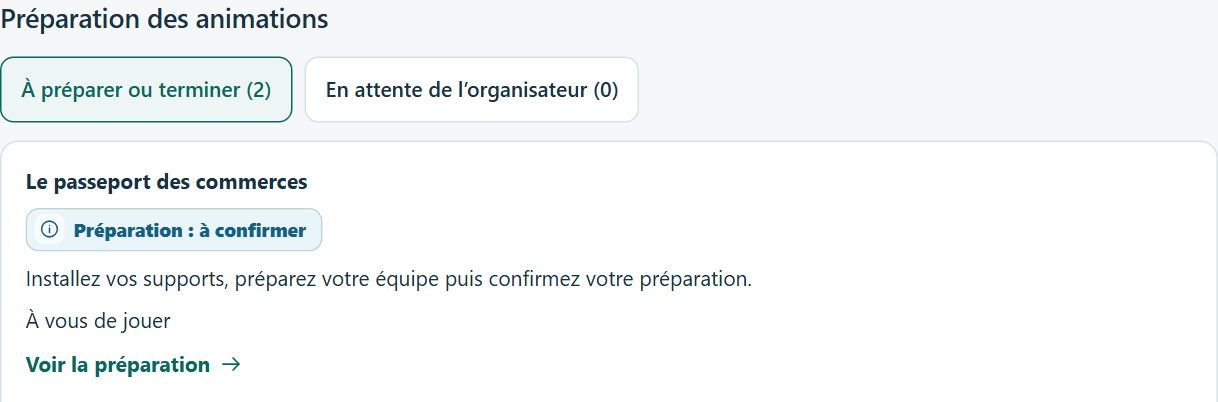 Préparation des animations
À préparer ou terminer (2)
En attente de l’organisateur (0)
Le passeport des commerces
Préparation : à confirmer
Installez vos supports, préparez votre équipe puis confirmez votre préparation.
À vous de jouer
Voir la préparation →